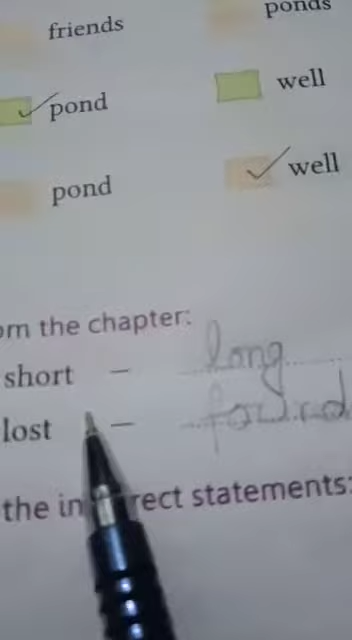 friends ponds
pond well
pond well
om the chapter:
short – long
lost – found
the in rect statements: